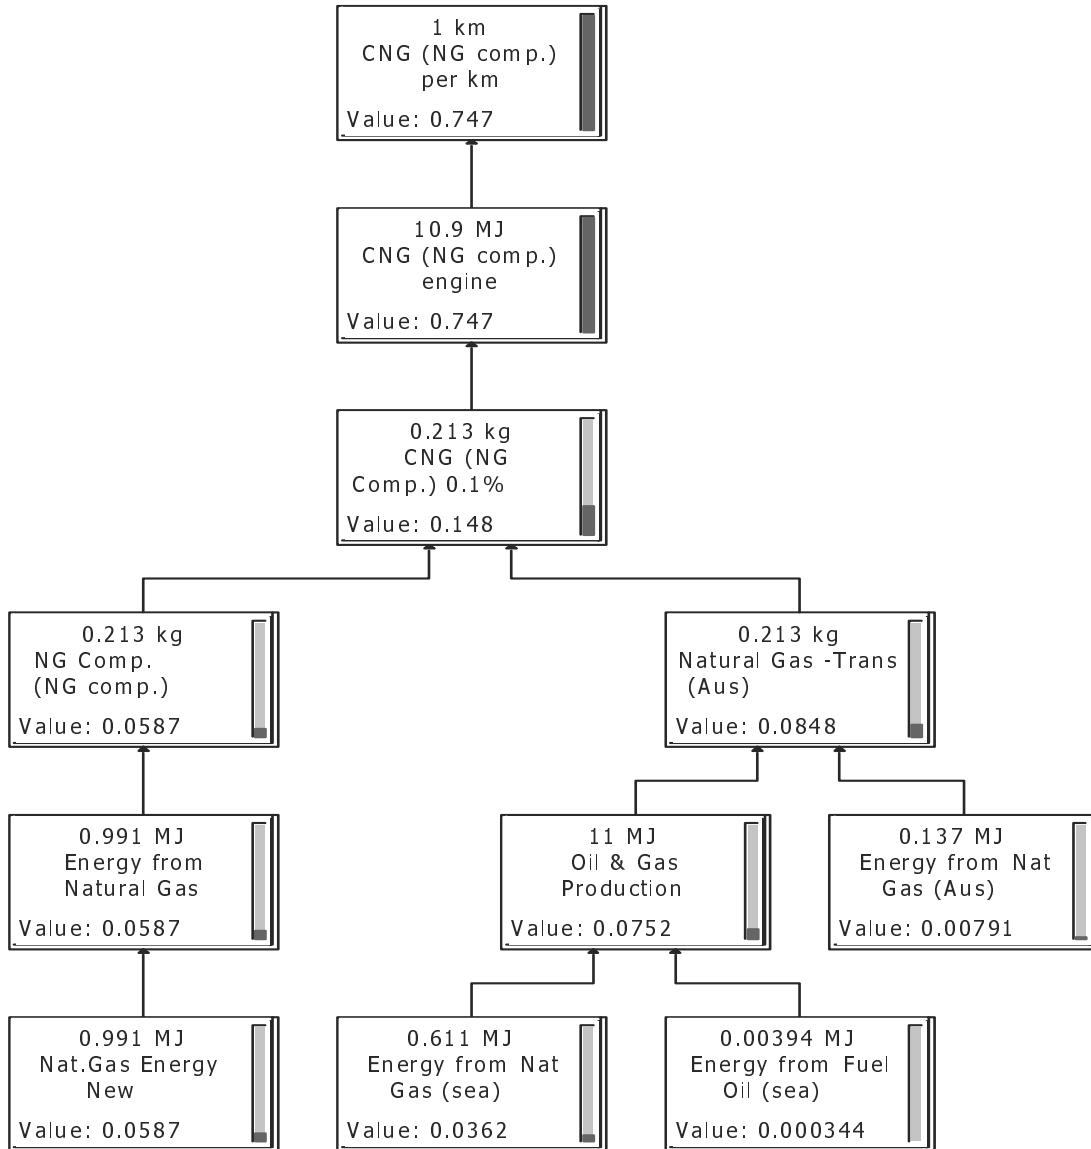 1 km
CNG (NG comp.)
per km
Value: 0.747
10.9 MJ
CNG (NG comp.)
engine
Value: 0.747
0.213 kg
CNG (NG
Comp.) 0.1%
Value: 0.148
0.213 kg
NG Comp.
(NG comp.)
Value: 0.0587
0.213 kg
Natural Gas -Trans
(Aus)
Value: 0.0848
0.991 MJ
Energy from
Natural Gas
Value: 0.0587
11 MJ
Oil & Gas
Production
Value: 0.0752
0.137 MJ
Energy from Nat
Gas (Aus)
Value: 0.00791
0.991 MJ
Nat.Gas Energy
New
Value: 0.0587
0.611 MJ
Energy from Nat
Gas (sea)
Value: 0.0362
0.00394 MJ
Energy from Fuel
Oil (sea)
Value: 0.000344